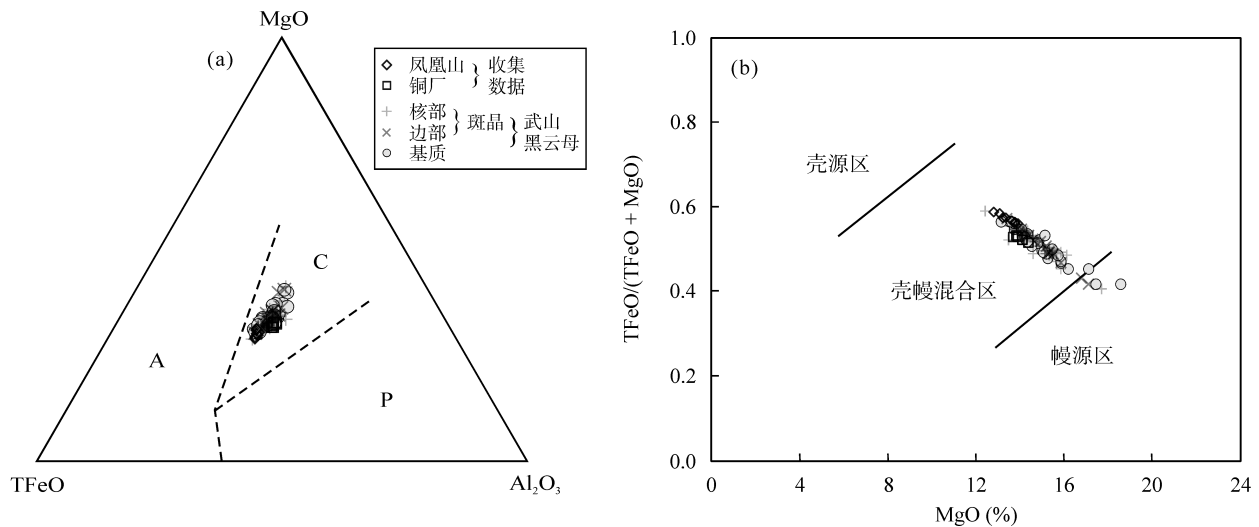 MgO
(a)
凤凰山
铜厂
收集
数据
核部
边部
斑晶
基质
武山
黑云母
C
A
P
TFeO
Al₂O₃
(b)
1.0
0.8
0.6
0.4
0.2
0.0
TFeO/(TFeO + MgO)
壳源区
壳幔混合区
幔源区
0
4
8
12
16
20
24
MgO (%)